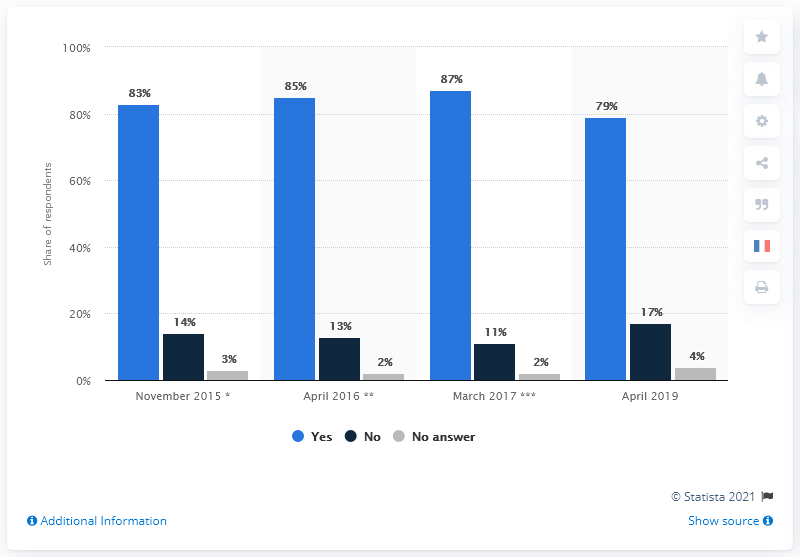 100%
80%
60%
40%
20%
0%
Share of respondents
83%
14%
3%
85%
13%
2%
87%
11%
2%
79%
17%
4%
November 2015 *
April 2016 **
March 2017 ***
April 2019
Yes
No
No answer
© Statista 2021
Additional Information
Show source